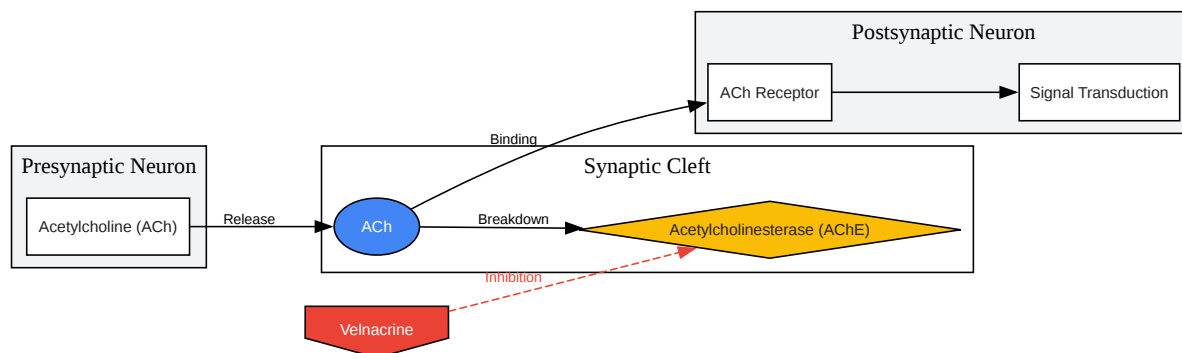 Postsynaptic Neuron
ACh Receptor
Signal Transduction
Binding
Presynaptic Neuron
Synaptic Cleft
Acetylcholine (ACh)
Release
ACh
Breakdown
Acetylcholinesterase (AChE)
Inhibition
Velnacrine